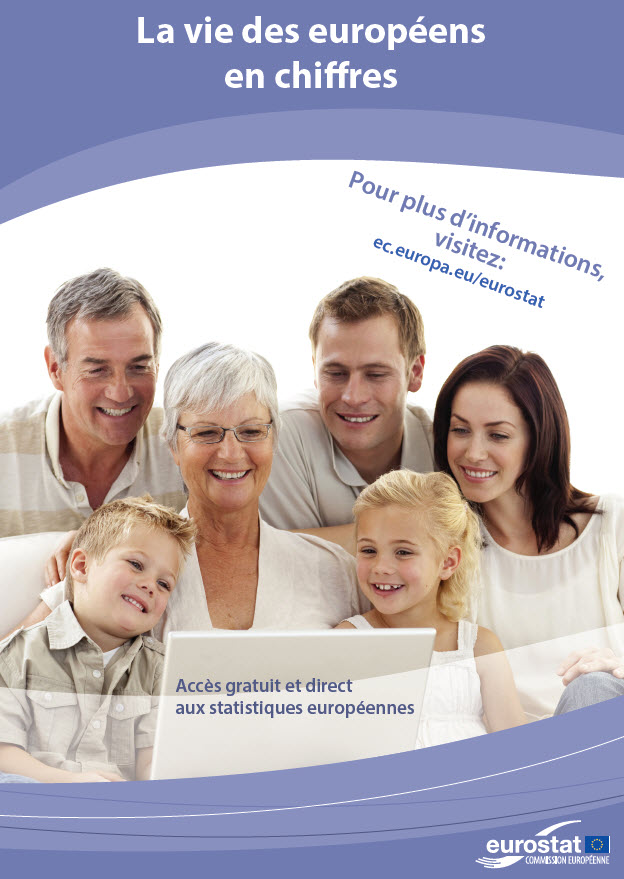 La vie des européens
en chiffres
Pour plus d'informations,
visitez:
ec.europa.eu/eurostat
Accès gratuit et direct
aux statistiques européennes
eurostat
COMMISSION EUROPÉENNE